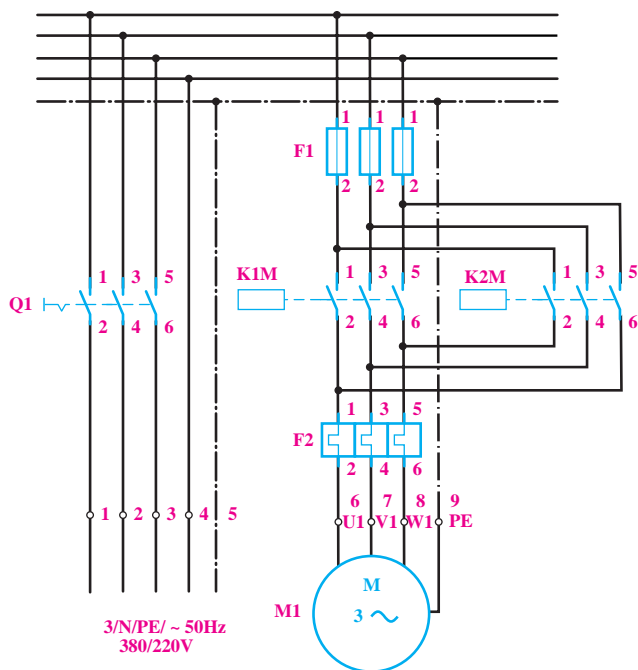 1 1 1
F1
2 2 2
K1M 1 3 5
K2M 1 3 5
Q1 1 3 5
2 4 6
2 4 6
2 4 6
F2 1 3 5
2 4 6
1 2 3 4 5
6 7 8 9
U1 V1 W1 PE
M
M1 3 ~
3/N/PE/ ~ 50Hz
380/220V